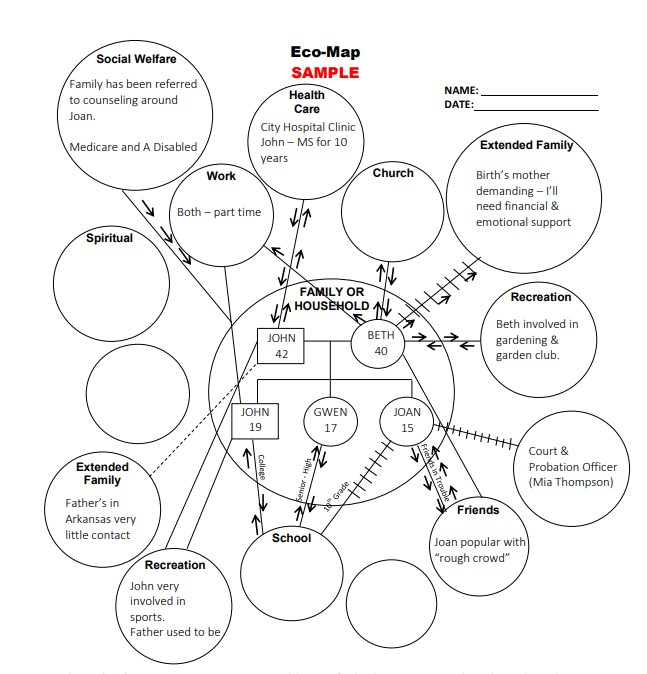 Eco-Map
SAMPLE
NAME:
DATE:
Social Welfare
Family has been referred
to counseling around
Joan.
Medicare and A Disabled
Health
Care
City Hospital Clinic
John – MS for 10
years
Work
Both – part time
Church
Extended Family
Birth's mother
demanding – I'll
need financial &
emotional support
Spiritual
FAMILY OR
HOUSEHOLD
Recreation
Beth involved in
gardening &
garden club.
JOHN
42
BETH
40
JOHN
19
GWEN
17
JOAN
15
College
Senior - High
10th Grade
Friends in Trouble
Court &
Probation Officer
(Mia Thompson)
Extended
Family
Father's in
Arkansas very
little contact
Friends
Joan popular with
“rough crowd”
School
Recreation
John very
involved in
sports.
Father used to be